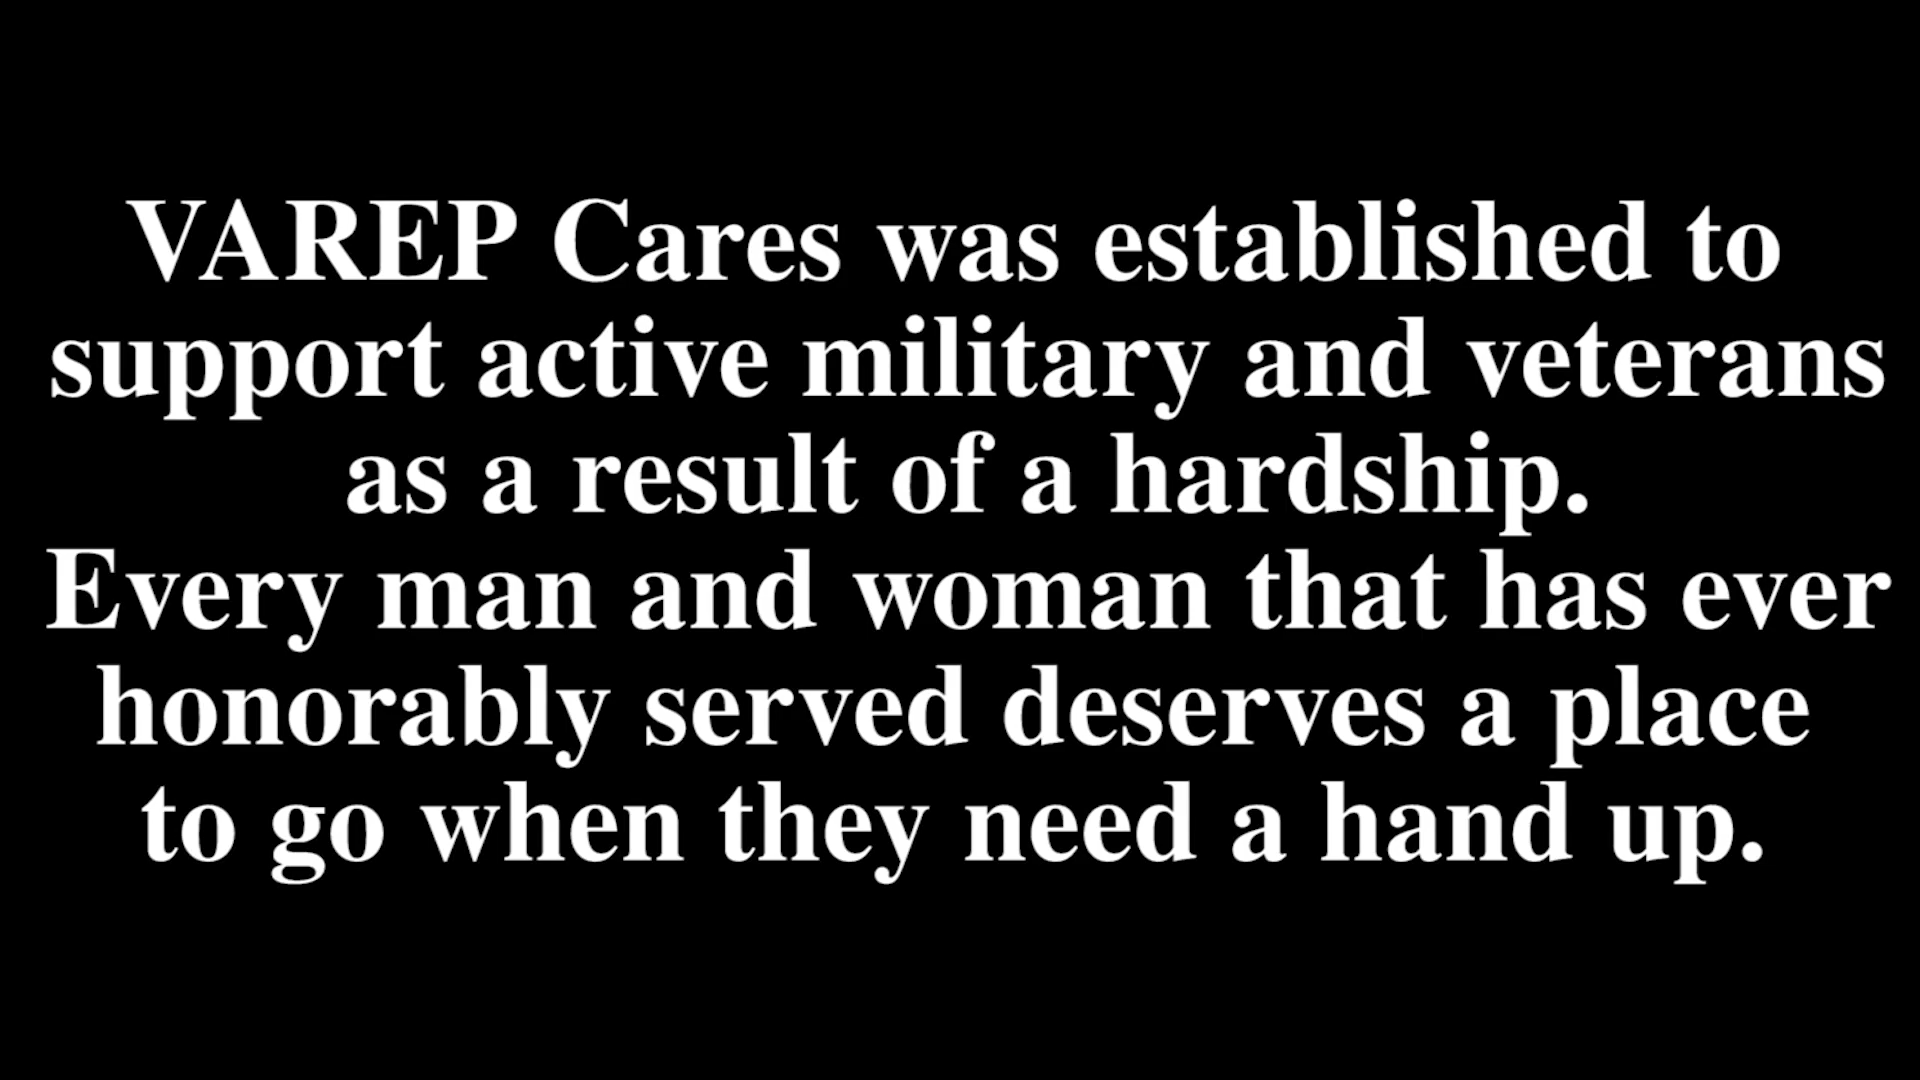 VAREP Cares was established to
support active military and veterans
as a result of a hardship.
Every man and woman that has ever
honorably served deserves a place
to go when they need a hand up.